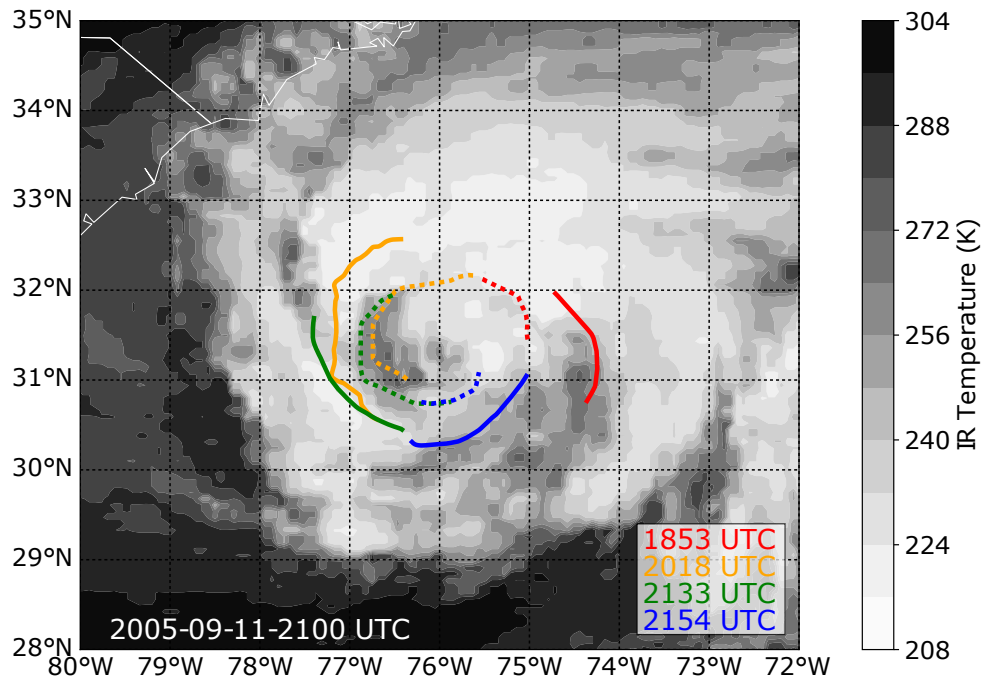 35°N
34°N
33°N
32°N
31°N
30°N
29°N
28°N
80°W 79°W 78°W 77°W 76°W 75°W 74°W 73°W 72°W
2005-09-11-2100 UTC
1853 UTC
2018 UTC
2133 UTC
2154 UTC
304
288
272
256
240
224
208
IR Temperature (K)